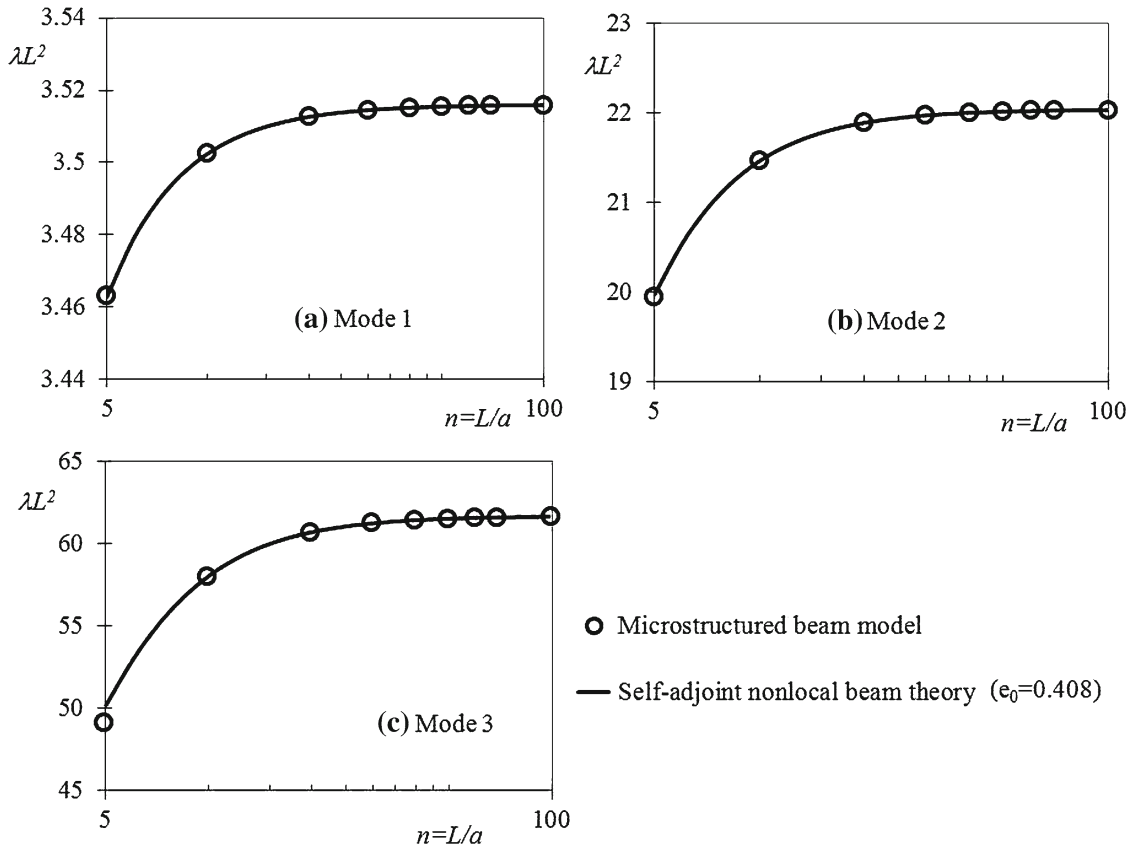 3.54
λL²
3.52
3.5
3.48
3.46
3.44
(a) Mode 1
5
100
n=L/a
23
λL²
22
21
20
19
(b) Mode 2
5
100
n=L/a
65
λL²
60
55
50
45
(c) Mode 3
5
100
n=L/a
Microstructured beam model
Self-adjoint nonlocal beam theory (e₀=0.408)